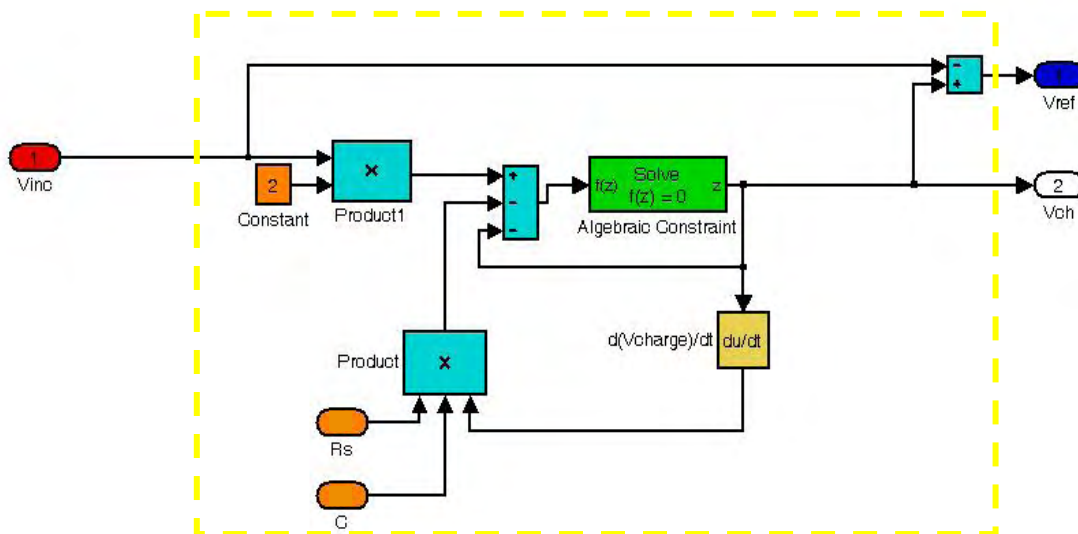 -
+
1
Vref
1
Vinc
2
Constant
×
Product1
+
-
-
Solve
f(z) z
f(z) = 0
Algebraic Constraint
2
Vch
Product
×
d(Vcharge)/dt
du/dt
Rs
C